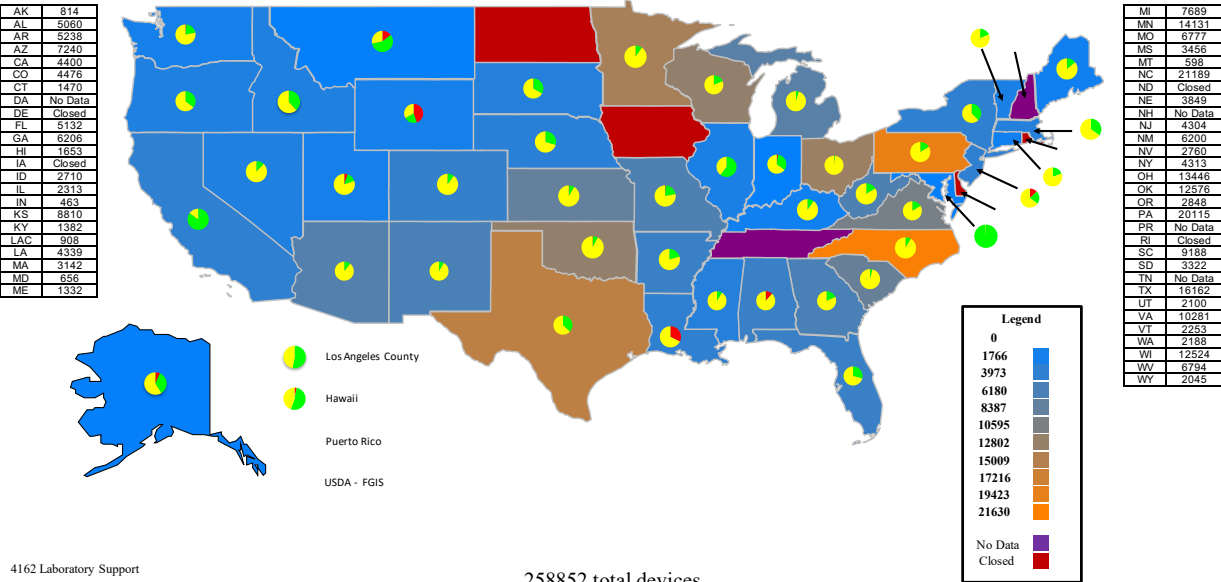 AK 814
AL 5060
AR 5238
AZ 7240
CA 4400
CO 4476
CT 1470
DA No Data
DE Closed
FL 5132
GA 6206
HI 1653
IA Closed
ID 2710
IL 2313
IN 463
KS 8810
KY 1382
LAC 908
LA 4339
MA 3142
MD 656
ME 1332
MI 7689
MN 14131
MO 6777
MS 3456
MT 598
NC 21189
ND Closed
NE 3849
NH No Data
NJ 4304
NM 6200
NV 2760
NY 4313
OH 13446
OK 12576
OR 2848
PA 20115
PR No Data
RI Closed
SC 9188
SD 3322
TN No Data
TX 16162
UT 2100
VA 10281
VT 2253
WA 2188
WI 12524
WV 6794
WY 2045
Los Angeles County
Hawaii
Puerto Rico
USDA - FGIS
Legend
0
1766
3973
6180
8387
10595
12802
15009
17216
19423
21630
No Data
Closed
4162 Laboratory Support
258852 total devices